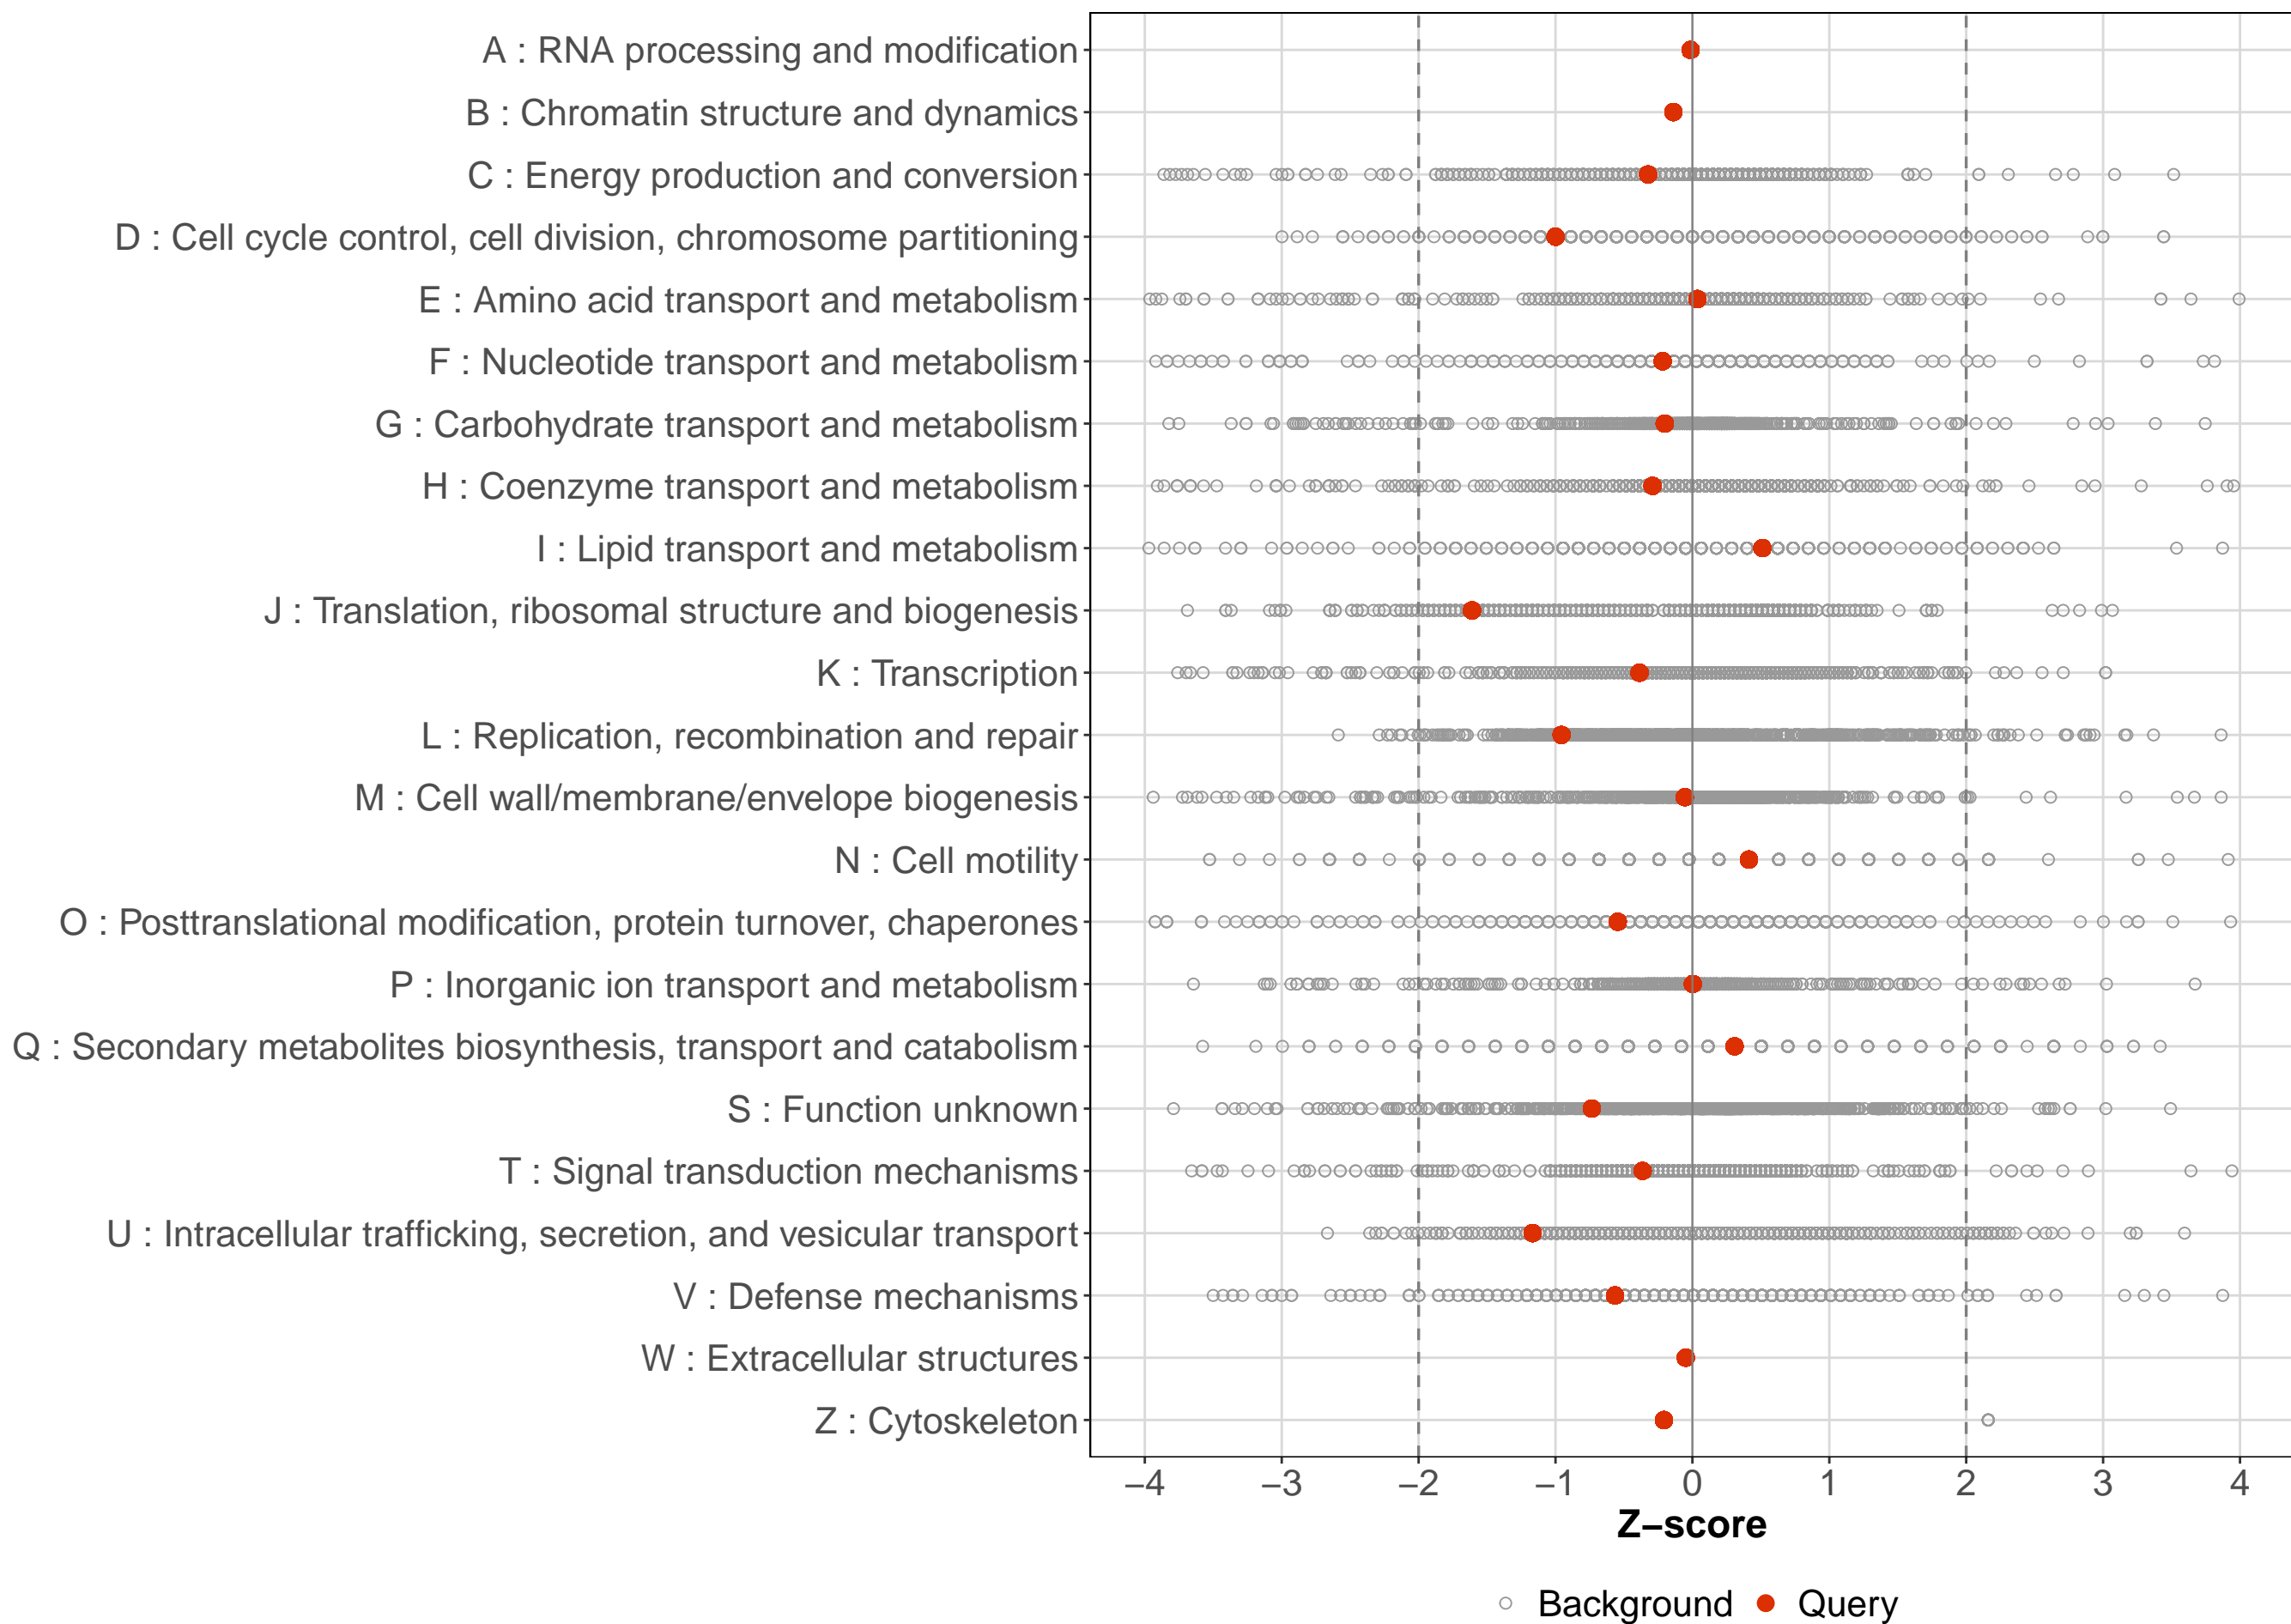 A : RNA processing and modification
B : Chromatin structure and dynamics
C : Energy production and conversion
D : Cell cycle control, cell division, chromosome partitioning
E : Amino acid transport and metabolism
F : Nucleotide transport and metabolism
G : Carbohydrate transport and metabolism
H : Coenzyme transport and metabolism
I : Lipid transport and metabolism
J : Translation, ribosomal structure and biogenesis
K : Transcription
L : Replication, recombination and repair
M : Cell wall/membrane/envelope biogenesis
N : Cell motility
O : Posttranslational modification, protein turnover, chaperones
P : Inorganic ion transport and metabolism
Q : Secondary metabolites biosynthesis, transport and catabolism
S : Function unknown
T : Signal transduction mechanisms
U : Intracellular trafficking, secretion, and vesicular transport
V : Defense mechanisms
W : Extracellular structures
Z : Cytoskeleton
−4 −3 −2 −1 0 1 2 3 4
Z−score
Background Query